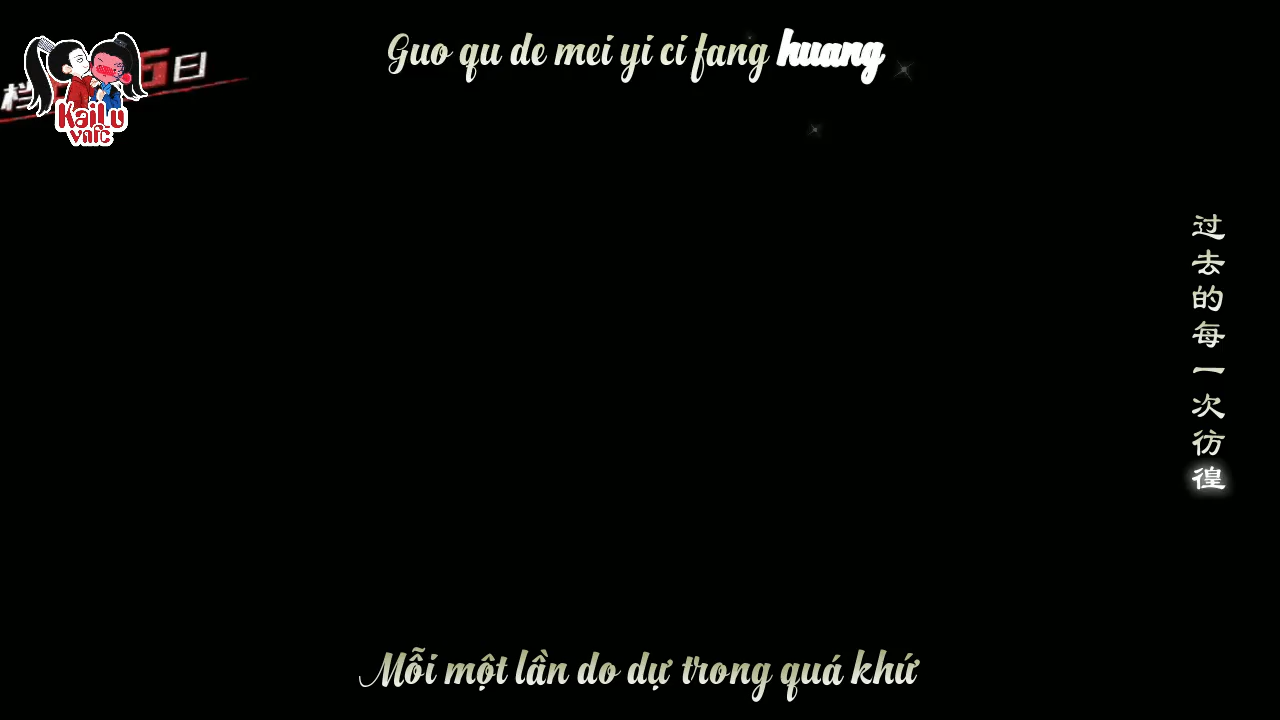 Guo qu de mei yi ci fang huang
日
KaiLu
vnfc
过去的每一次彷徨
Mỗi một lần do dự trong quá khứ